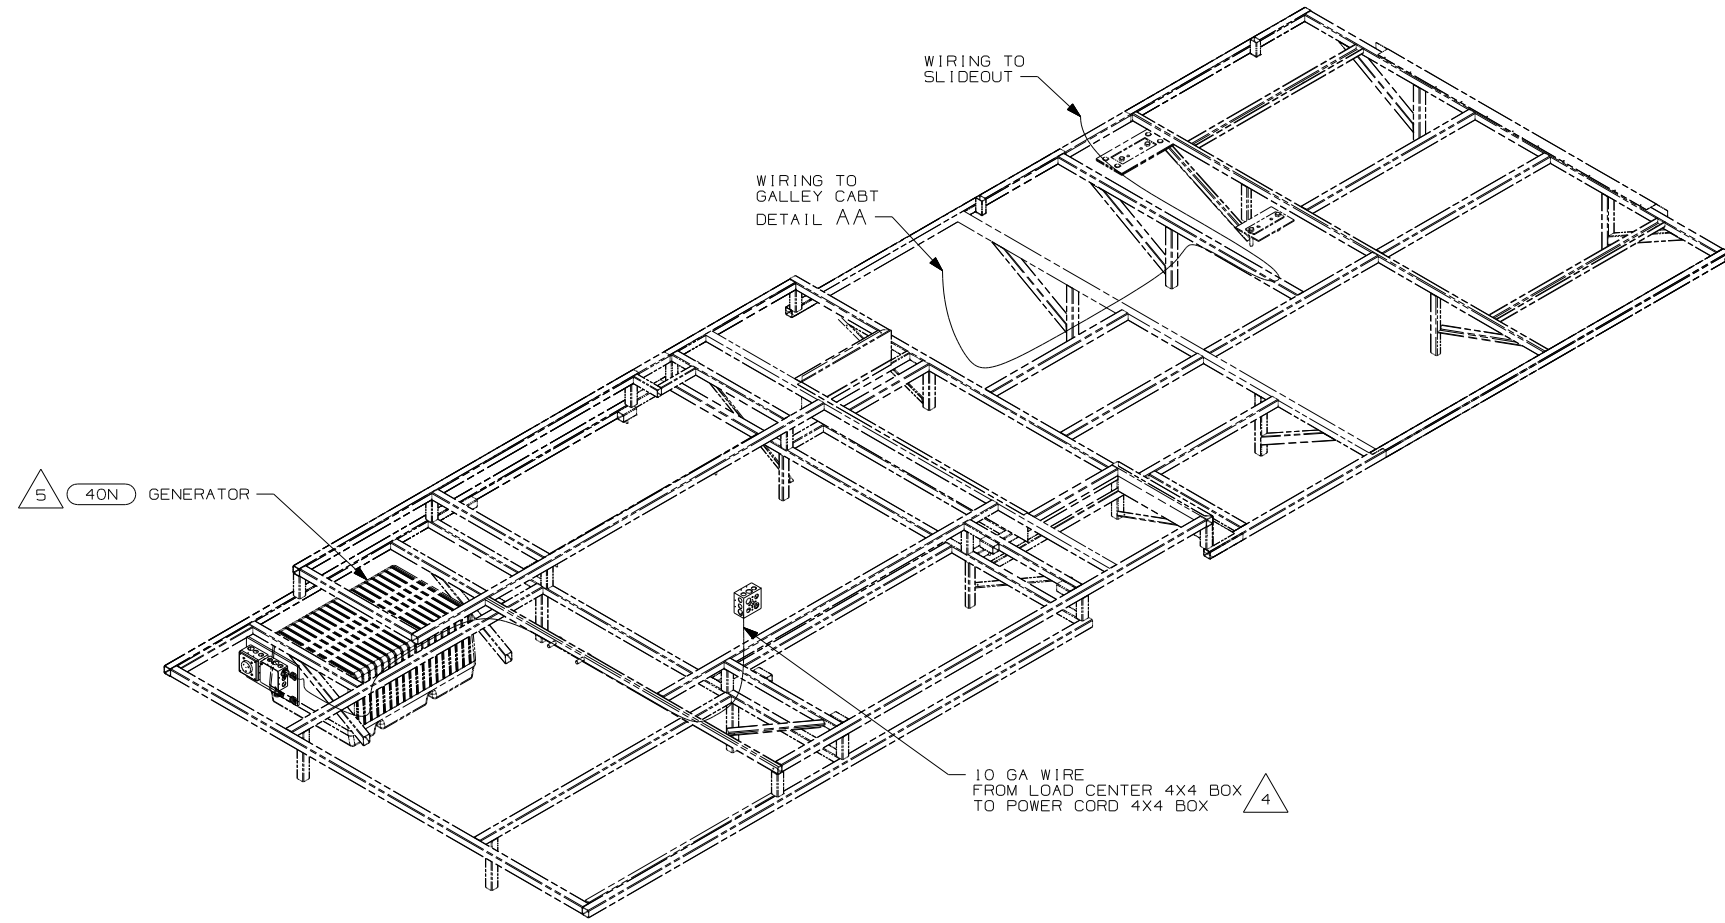 WIRING TO
SLIDEOUT
WIRING TO
GALLEY CABT
DETAIL AA
5 40N GENERATOR
10 GA WIRE
FROM LOAD CENTER 4X4 BOX
TO POWER CORD 4X4 BOX 4